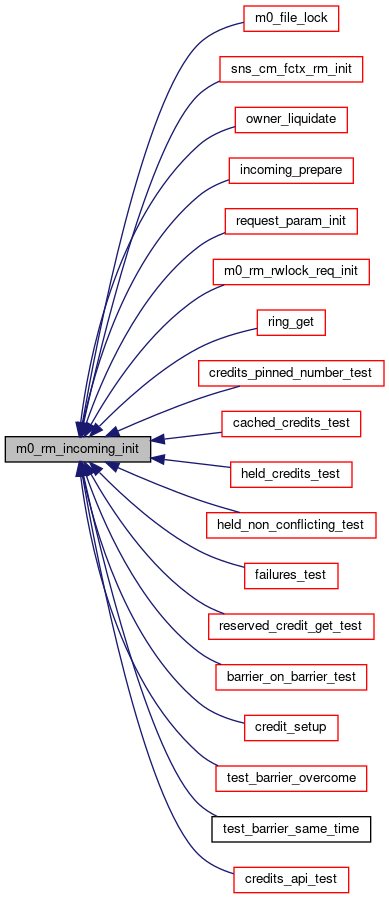 m0_file_lock
sns_cm_fctx_rm_init
owner_liquidate
incoming_prepare
request_param_init
m0_rm_rwlock_req_init
ring_get
credits_pinned_number_test
cached_credits_test
m0_rm_incoming_init
held_credits_test
held_non_conflicting_test
failures_test
reserved_credit_get_test
barrier_on_barrier_test
credit_setup
test_barrier_overcome
test_barrier_same_time
credits_api_test